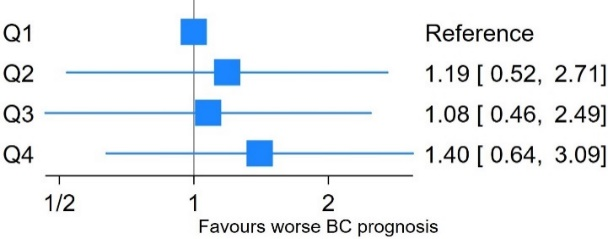 Q1 Reference
Q2 1.19 [ 0.52, 2.71]
Q3 1.08 [ 0.46, 2.49]
Q4 1.40 [ 0.64, 3.09]
1/2 1 2
Favours worse BC prognosis